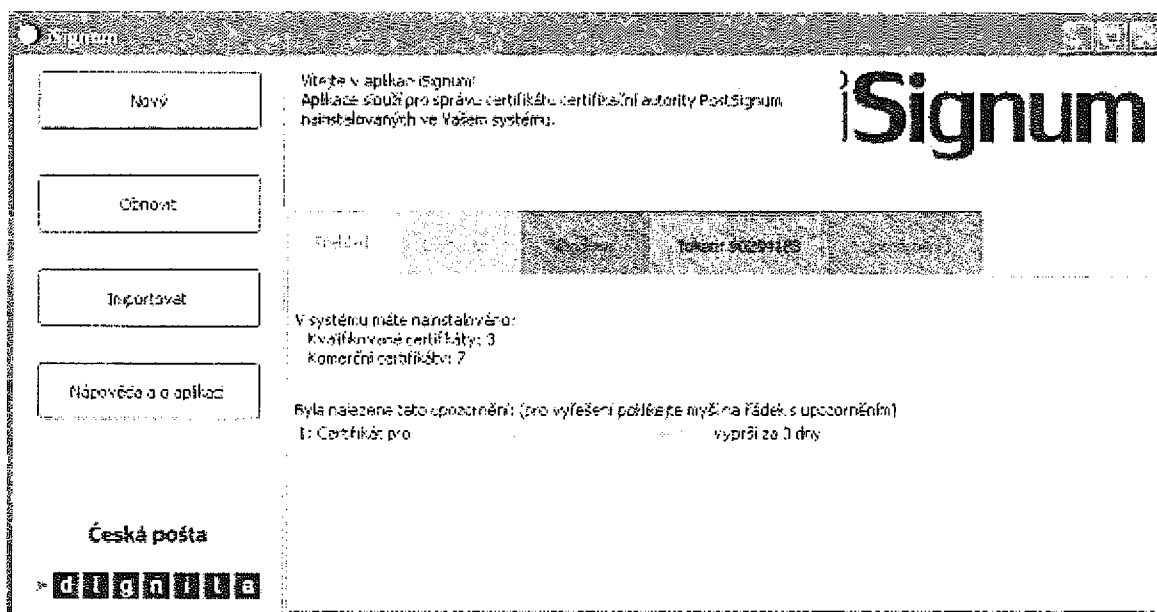 iSignum
Nový
Obnovit
Importovat
Nápověda a o aplikaci
Česká pošta
dignita
Vítejte v aplikaci iSignum!
Aplikace slouží pro správu certifikátů certifikační autority PostSignum
nainstalovaných ve Vašem systému.
iSignum
Přehled
V systému máte nainstalováno:
Kvalifikované certifikáty: 3
Komerční certifikáty: 7
Byla nalezena tato upozornění: (pro vyřešení poklikejte myší na řádek s upozorněním)
1: Certifikát pro vyprší za dny